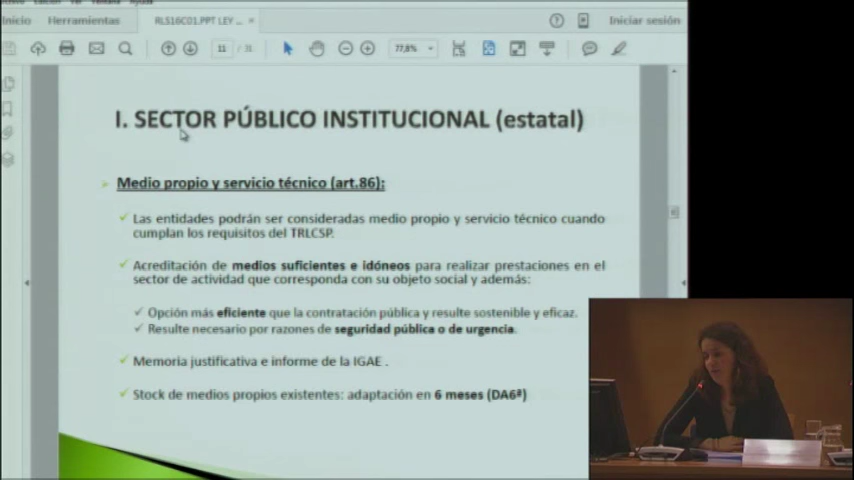 Inicio Herramientas RLS16C01.PPT LEY ... × Iniciar sesión
11 / 31 77,8%
I. SECTOR PÚBLICO INSTITUCIONAL (estatal)
Medio propio y servicio técnico (art.86):
Las entidades podrán ser consideradas medio propio y servicio técnico cuando
cumplan los requisitos del TRLCSP.
Acreditación de medios suficientes e idóneos para realizar prestaciones en el
sector de actividad que corresponda con su objeto social y además:
Opción más eficiente que la contratación pública y resulte sostenible y eficaz.
Resulte necesario por razones de seguridad pública o de urgencia.
Memoria justificativa e informe de la IGAE .
Stock de medios propios existentes: adaptación en 6 meses (DA6ª)